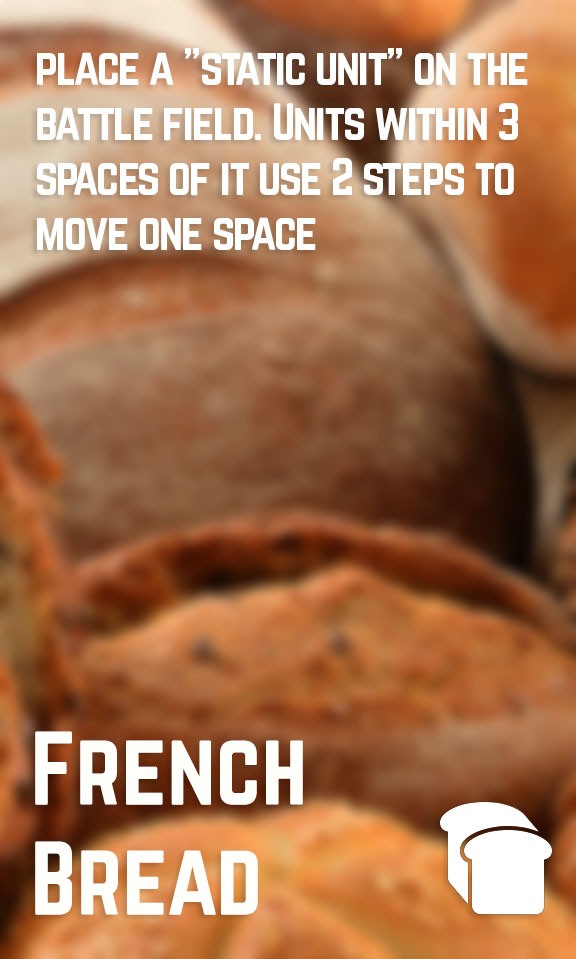 PLACE A "STATIC UNIT" ON THE
BATTLE FIELD. UNITS WITHIN 3
SPACES OF IT USE 2 STEPS TO
MOVE ONE SPACE
FRENCH
BREAD